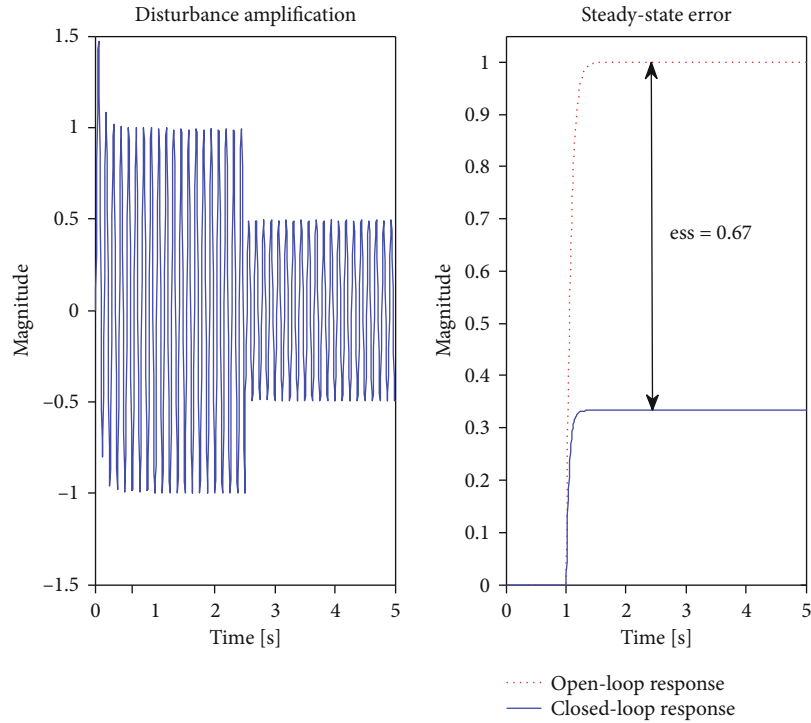 Disturbance amplification
1.5
1
0.5
0
−0.5
−1
−1.5
Magnitude
0 1 2 3 4 5
Time [s]
Steady-state error
1
0.9
0.8
0.7
0.6
0.5
0.4
0.3
0.2
0.1
0
Magnitude
ess = 0.67
0 1 2 3 4 5
Time [s]
Open-loop response
Closed-loop response